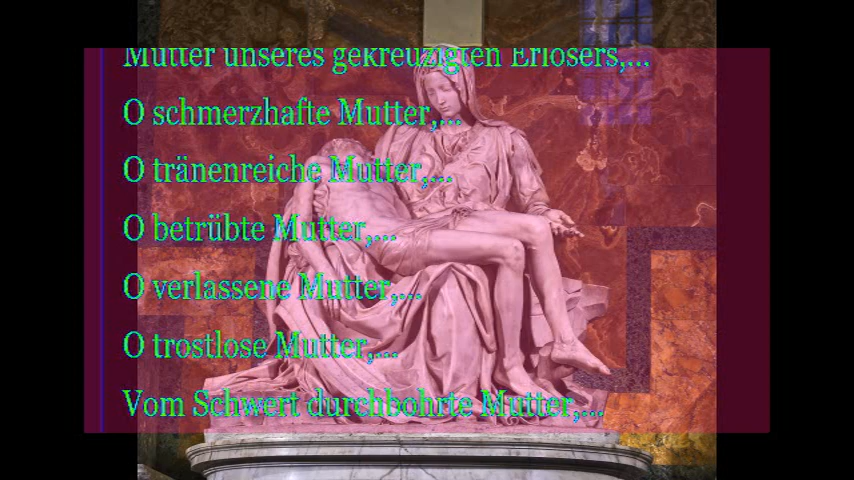 Mutter unseres gekreuzigten Erlösers,...
O schmerzhafte Mutter,...
O tränenreiche Mutter,...
O betrübte Mutter,...
O verlassene Mutter,...
O trostlose Mutter,...
Vom Schwert durchbohrte Mutter,...